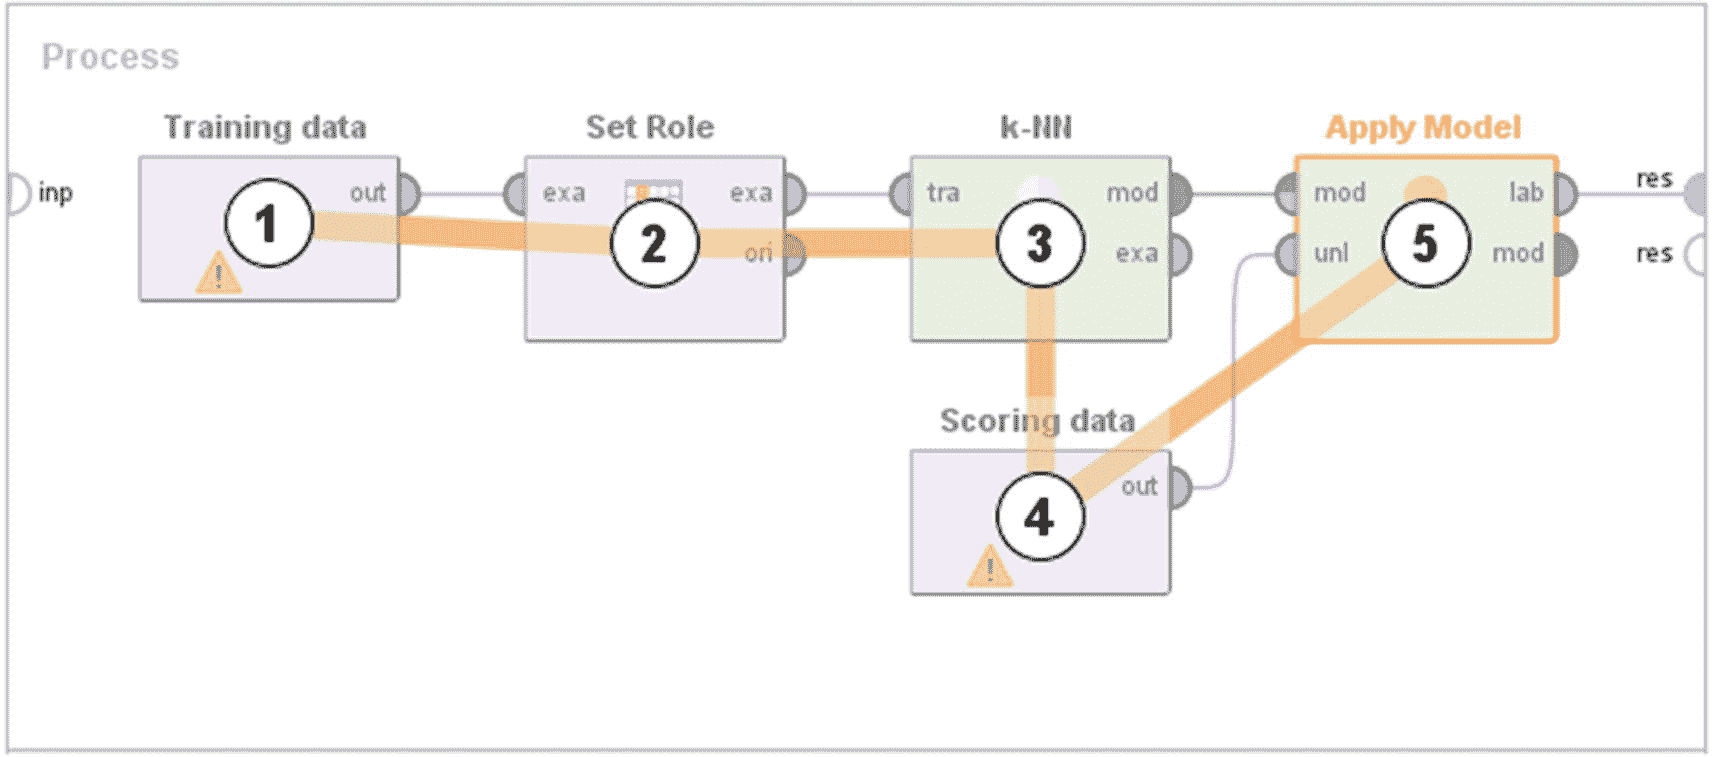 Process
Training data
Set Role
k-NN
Apply Model
inp
out
exa
exa
tra
mod
mod
lab
res
1
2
ori
3
exa
unl
5
mod
res
!
Scoring data
out
4
!